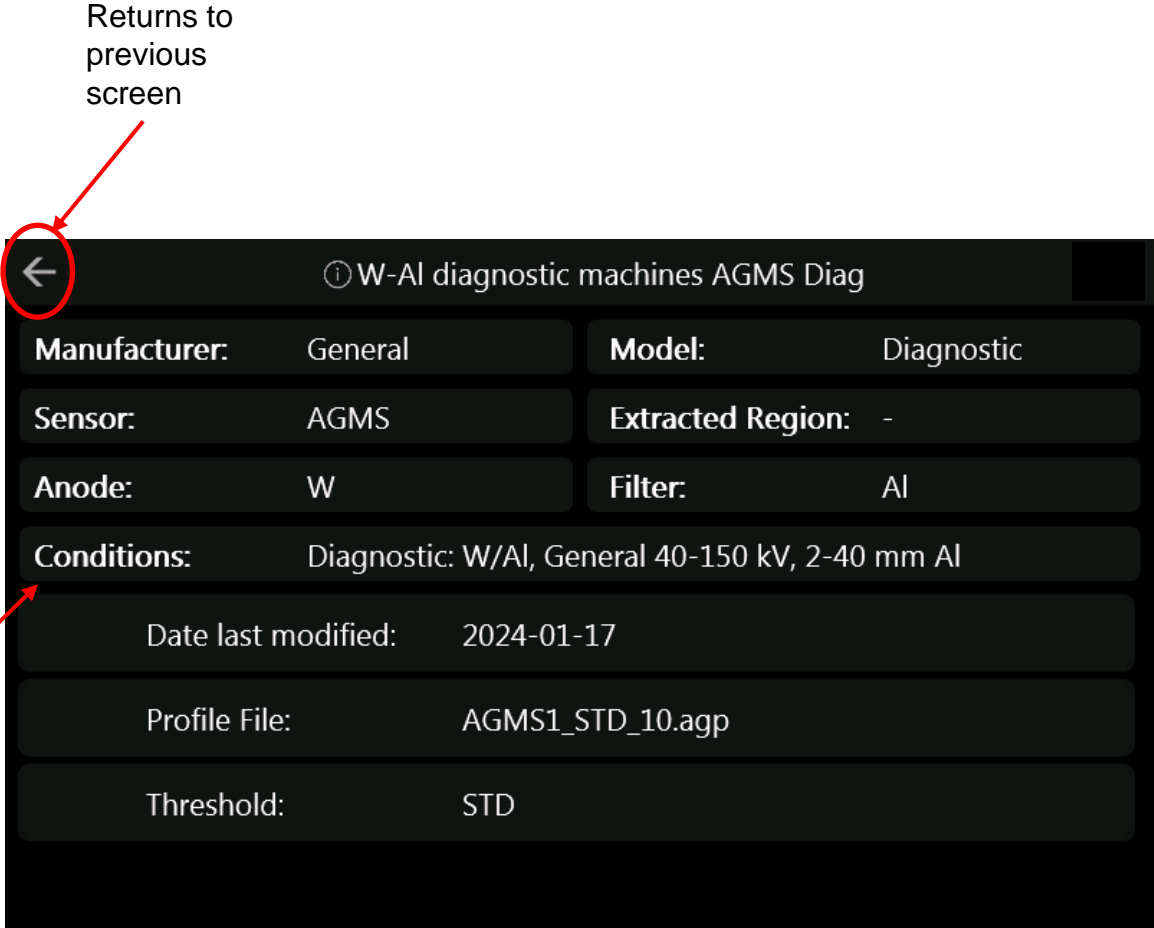 Returns to
previous
screen
W-Al diagnostic machines AGMS Diag
Manufacturer: General Model: Diagnostic
Sensor: AGMS Extracted Region: -
Anode: W Filter: Al
Conditions: Diagnostic: W/Al, General 40-150 kV, 2-40 mm Al
Date last modified: 2024-01-17
Profile File: AGMS1_STD_10.agp
Threshold: STD